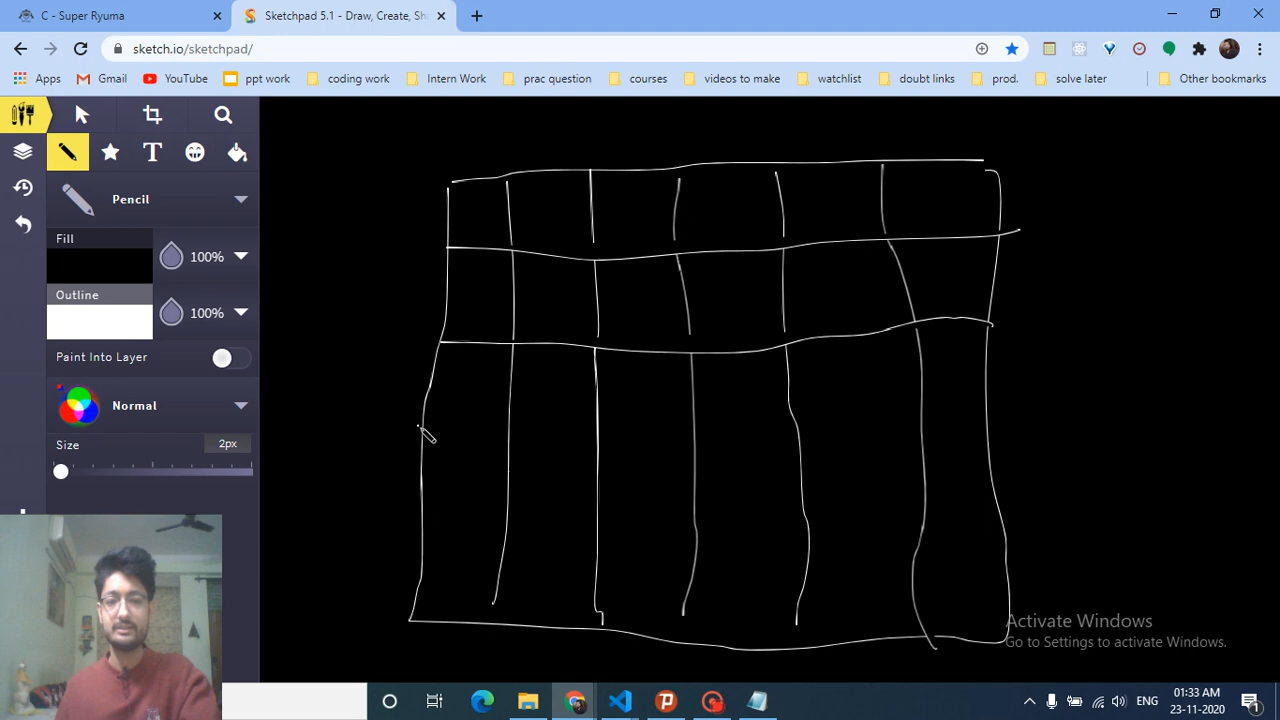 C - Super Ryuma
Sketchpad 5.1 - Draw, Create, Sh
sketch.io/sketchpad/
Apps Gmail YouTube ppt work coding work Intern Work prac question courses videos to make watchlist doubt links prod. solve later Other bookmarks
Pencil
Fill
100%
Outline
100%
Paint Into Layer
Normal
Size 2px
Activate Windows
Go to Settings to activate Windows.
ENG
01:33 AM
23-11-2020
1